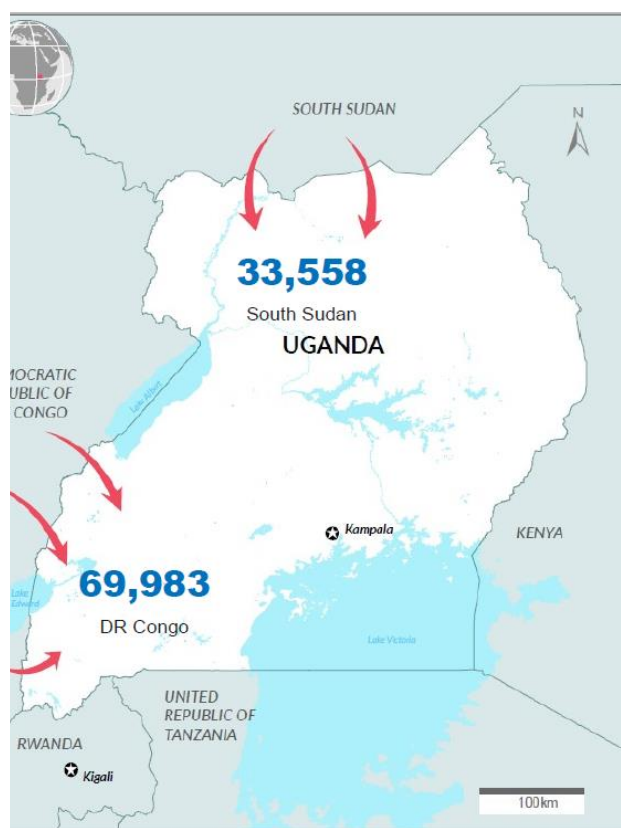 SOUTH SUDAN
N
33,558
South Sudan
UGANDA
Lake Albert
MOCRATIC
UBLIC OF
CONGO
Kampala
KENYA
69,983
DR Congo
Lake
Edward
Lake Victoria
UNITED
REPUBLIC OF
TANZANIA
RWANDA
Kigali
100km